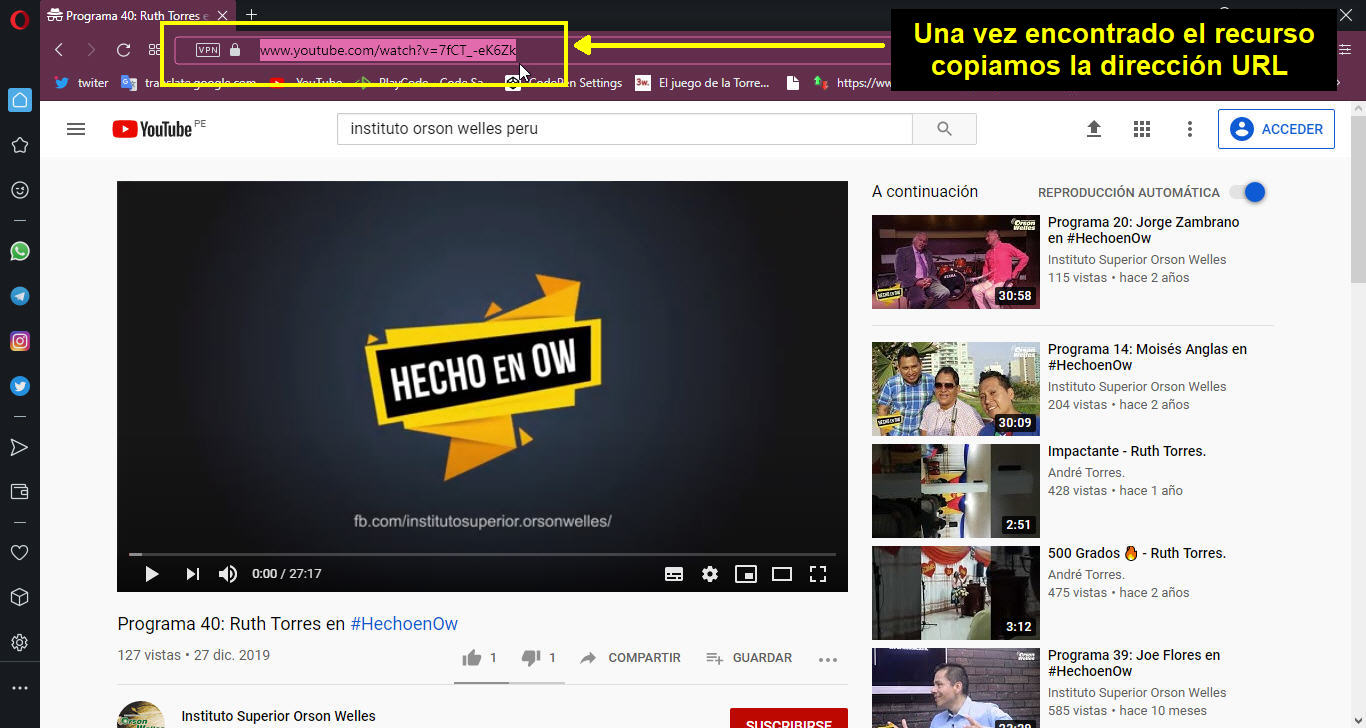 Programa 40: Ruth Torres e
Una vez encontrado el recurso
copiamos la dirección URL
VPN
www.youtube.com/watch?v=7fCT_-eK6Zk
twiter
translate.google.com
YouTube
PlayCode - Code Sa...
CodePen Settings
3w.
El juego de la Torre...
https://ww
YouTube PE
instituto orson welles peru
ACCEDER
HECHO EN OW
fb.com/institutosuperior.orsonwelles/
0:00 / 27:17
Programa 40: Ruth Torres en #HechoenOw
127 vistas • 27 dic. 2019
1
1
COMPARTIR
GUARDAR
Instituto Superior Orson Welles
SUSCRIBIRSE
A continuación
REPRODUCCIÓN AUTOMÁTICA
Orson Welles
HECHO EN OW
30:58
Programa 20: Jorge Zambrano
en #HechoenOw
Instituto Superior Orson Welles
115 vistas • hace 2 años
30:09
Programa 14: Moisés Anglas en
#HechoenOw
Instituto Superior Orson Welles
204 vistas • hace 2 años
2:51
Impactante - Ruth Torres.
André Torres.
428 vistas • hace 1 año
3:12
500 Grados 🔥 - Ruth Torres.
André Torres.
475 vistas • hace 2 años
Programa 39: Joe Flores en
#HechoenOw
Instituto Superior Orson Welles
585 vistas • hace 10 meses